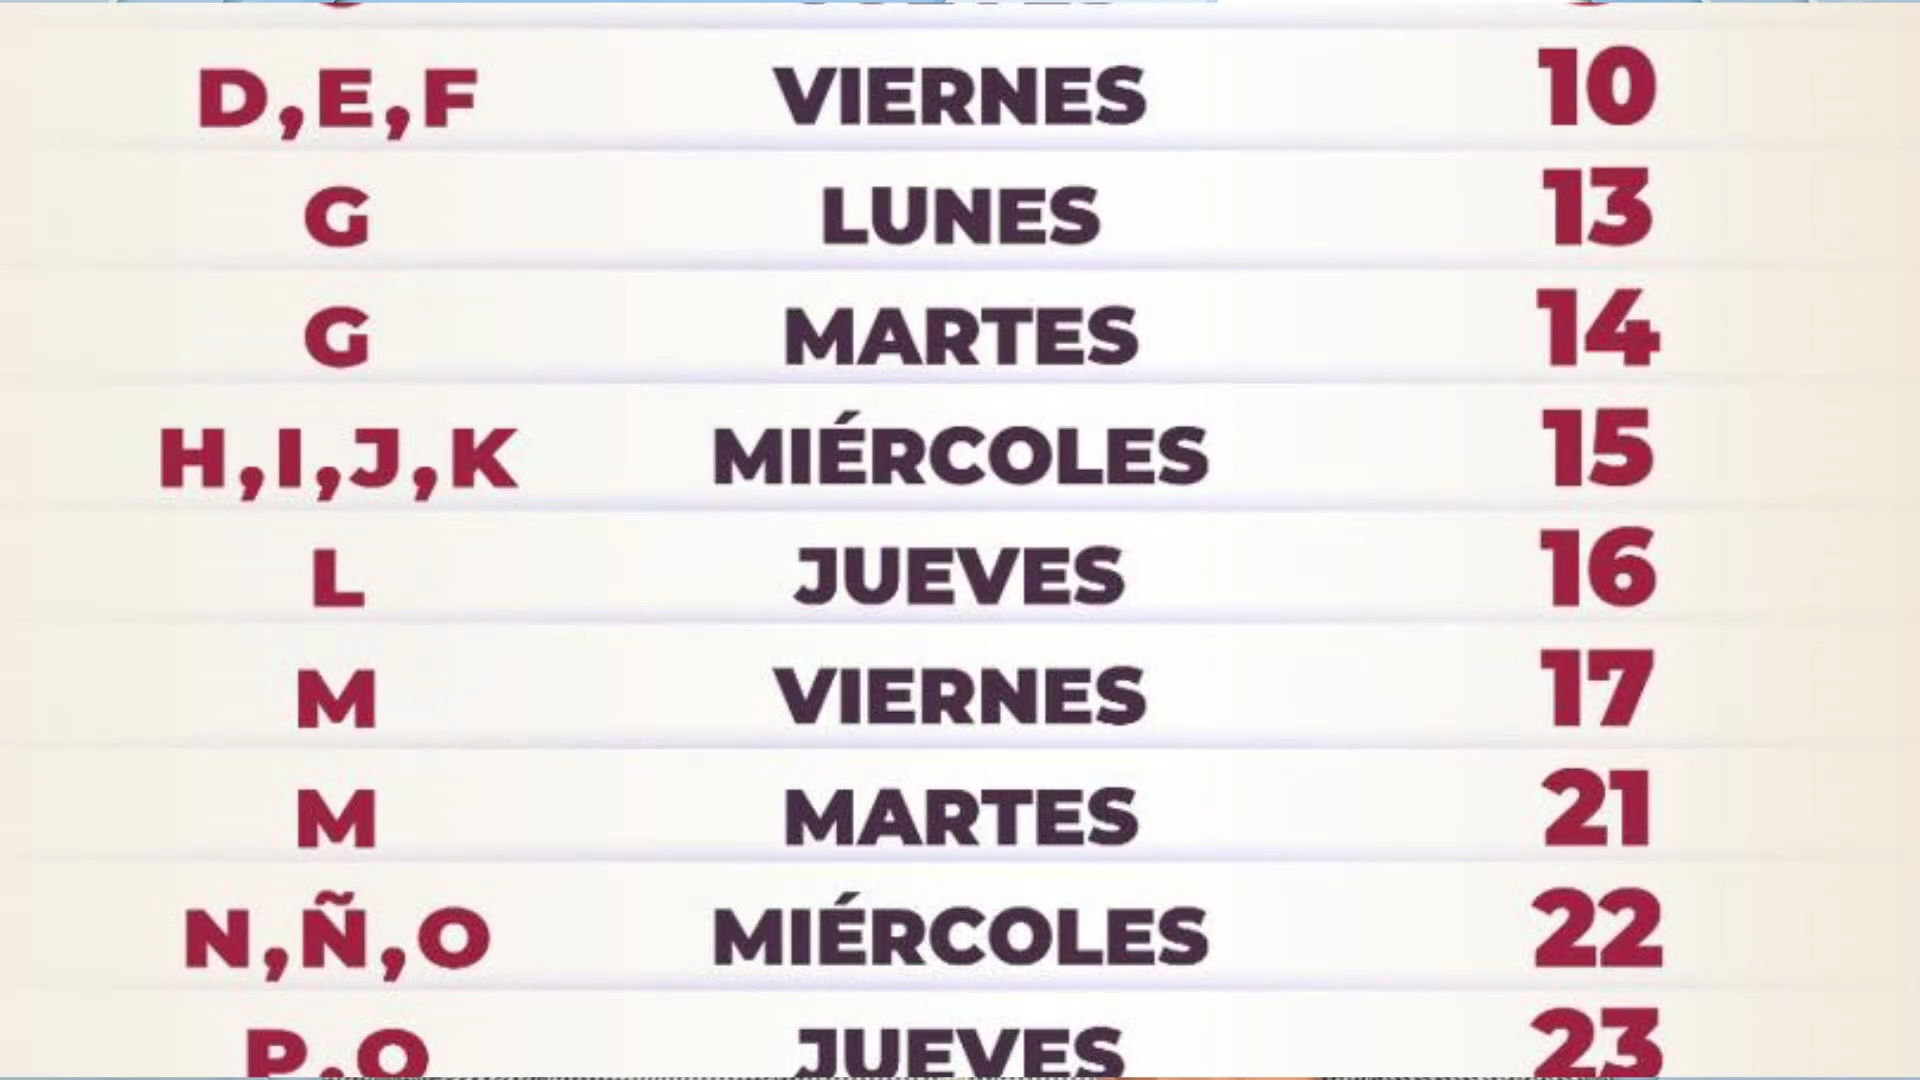 D,E,F VIERNES 10
G LUNES 13
G MARTES 14
H,I,J,K MIÉRCOLES 15
L JUEVES 16
M VIERNES 17
M MARTES 21
N,Ñ,O MIÉRCOLES 22
JUEVES 23